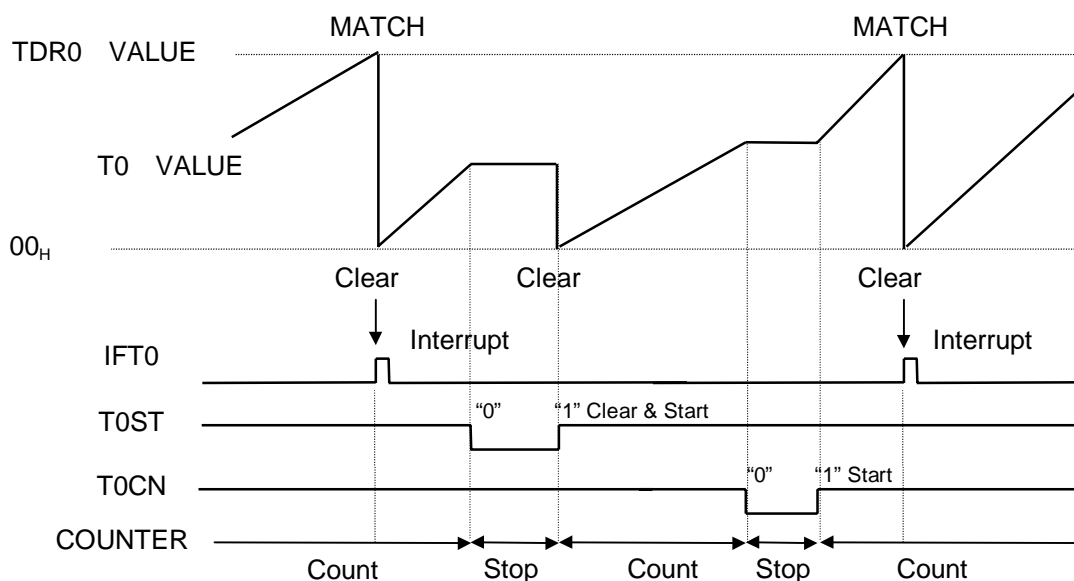 MATCH MATCH
TDR0 VALUE
T0 VALUE
00H
Clear Clear Clear
Interrupt Interrupt
IFT0
“0” “1” Clear & Start
T0ST
“0” “1” Start
T0CN
COUNTER
Count Stop Count Stop Count